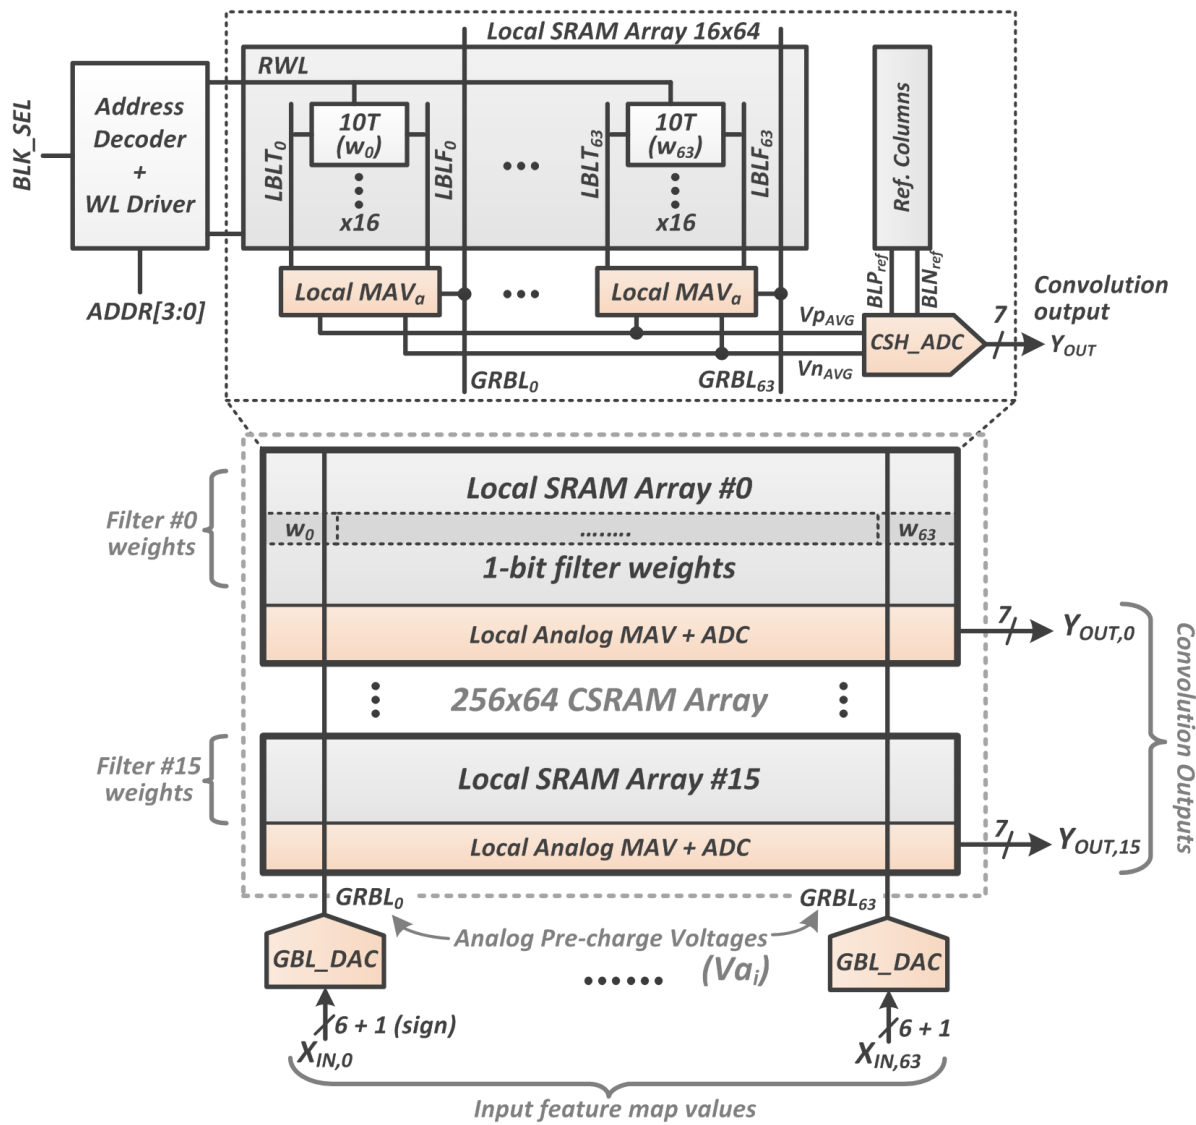 Local SRAM Array 16x64
RWL
Address
Decoder
+
WL Driver
BLK_SEL
ADDR[3:0]
LBLT0
10T
(w0)
x16
LBLF0
LBLT63
10T
(w63)
x16
LBLF63
Ref. Columns
BLPref
BLNref
Local MAVa
Local MAVa
VpAVG
VnAVG
CSH_ADC
7
Convolution
output
YOUT
GRBL0
GRBL63
Filter #0
weights
Local SRAM Array #0
w0
........
w63
1-bit filter weights
Local Analog MAV + ADC
7
YOUT,0
256x64 CSRAM Array
Filter #15
weights
Local SRAM Array #15
Local Analog MAV + ADC
7
YOUT,15
Convolution Outputs
GRBL0
GRBL63
Analog Pre-charge Voltages
(Vai)
GBL_DAC
GBL_DAC
6 + 1 (sign)
6 + 1
XIN,0
XIN,63
Input feature map values